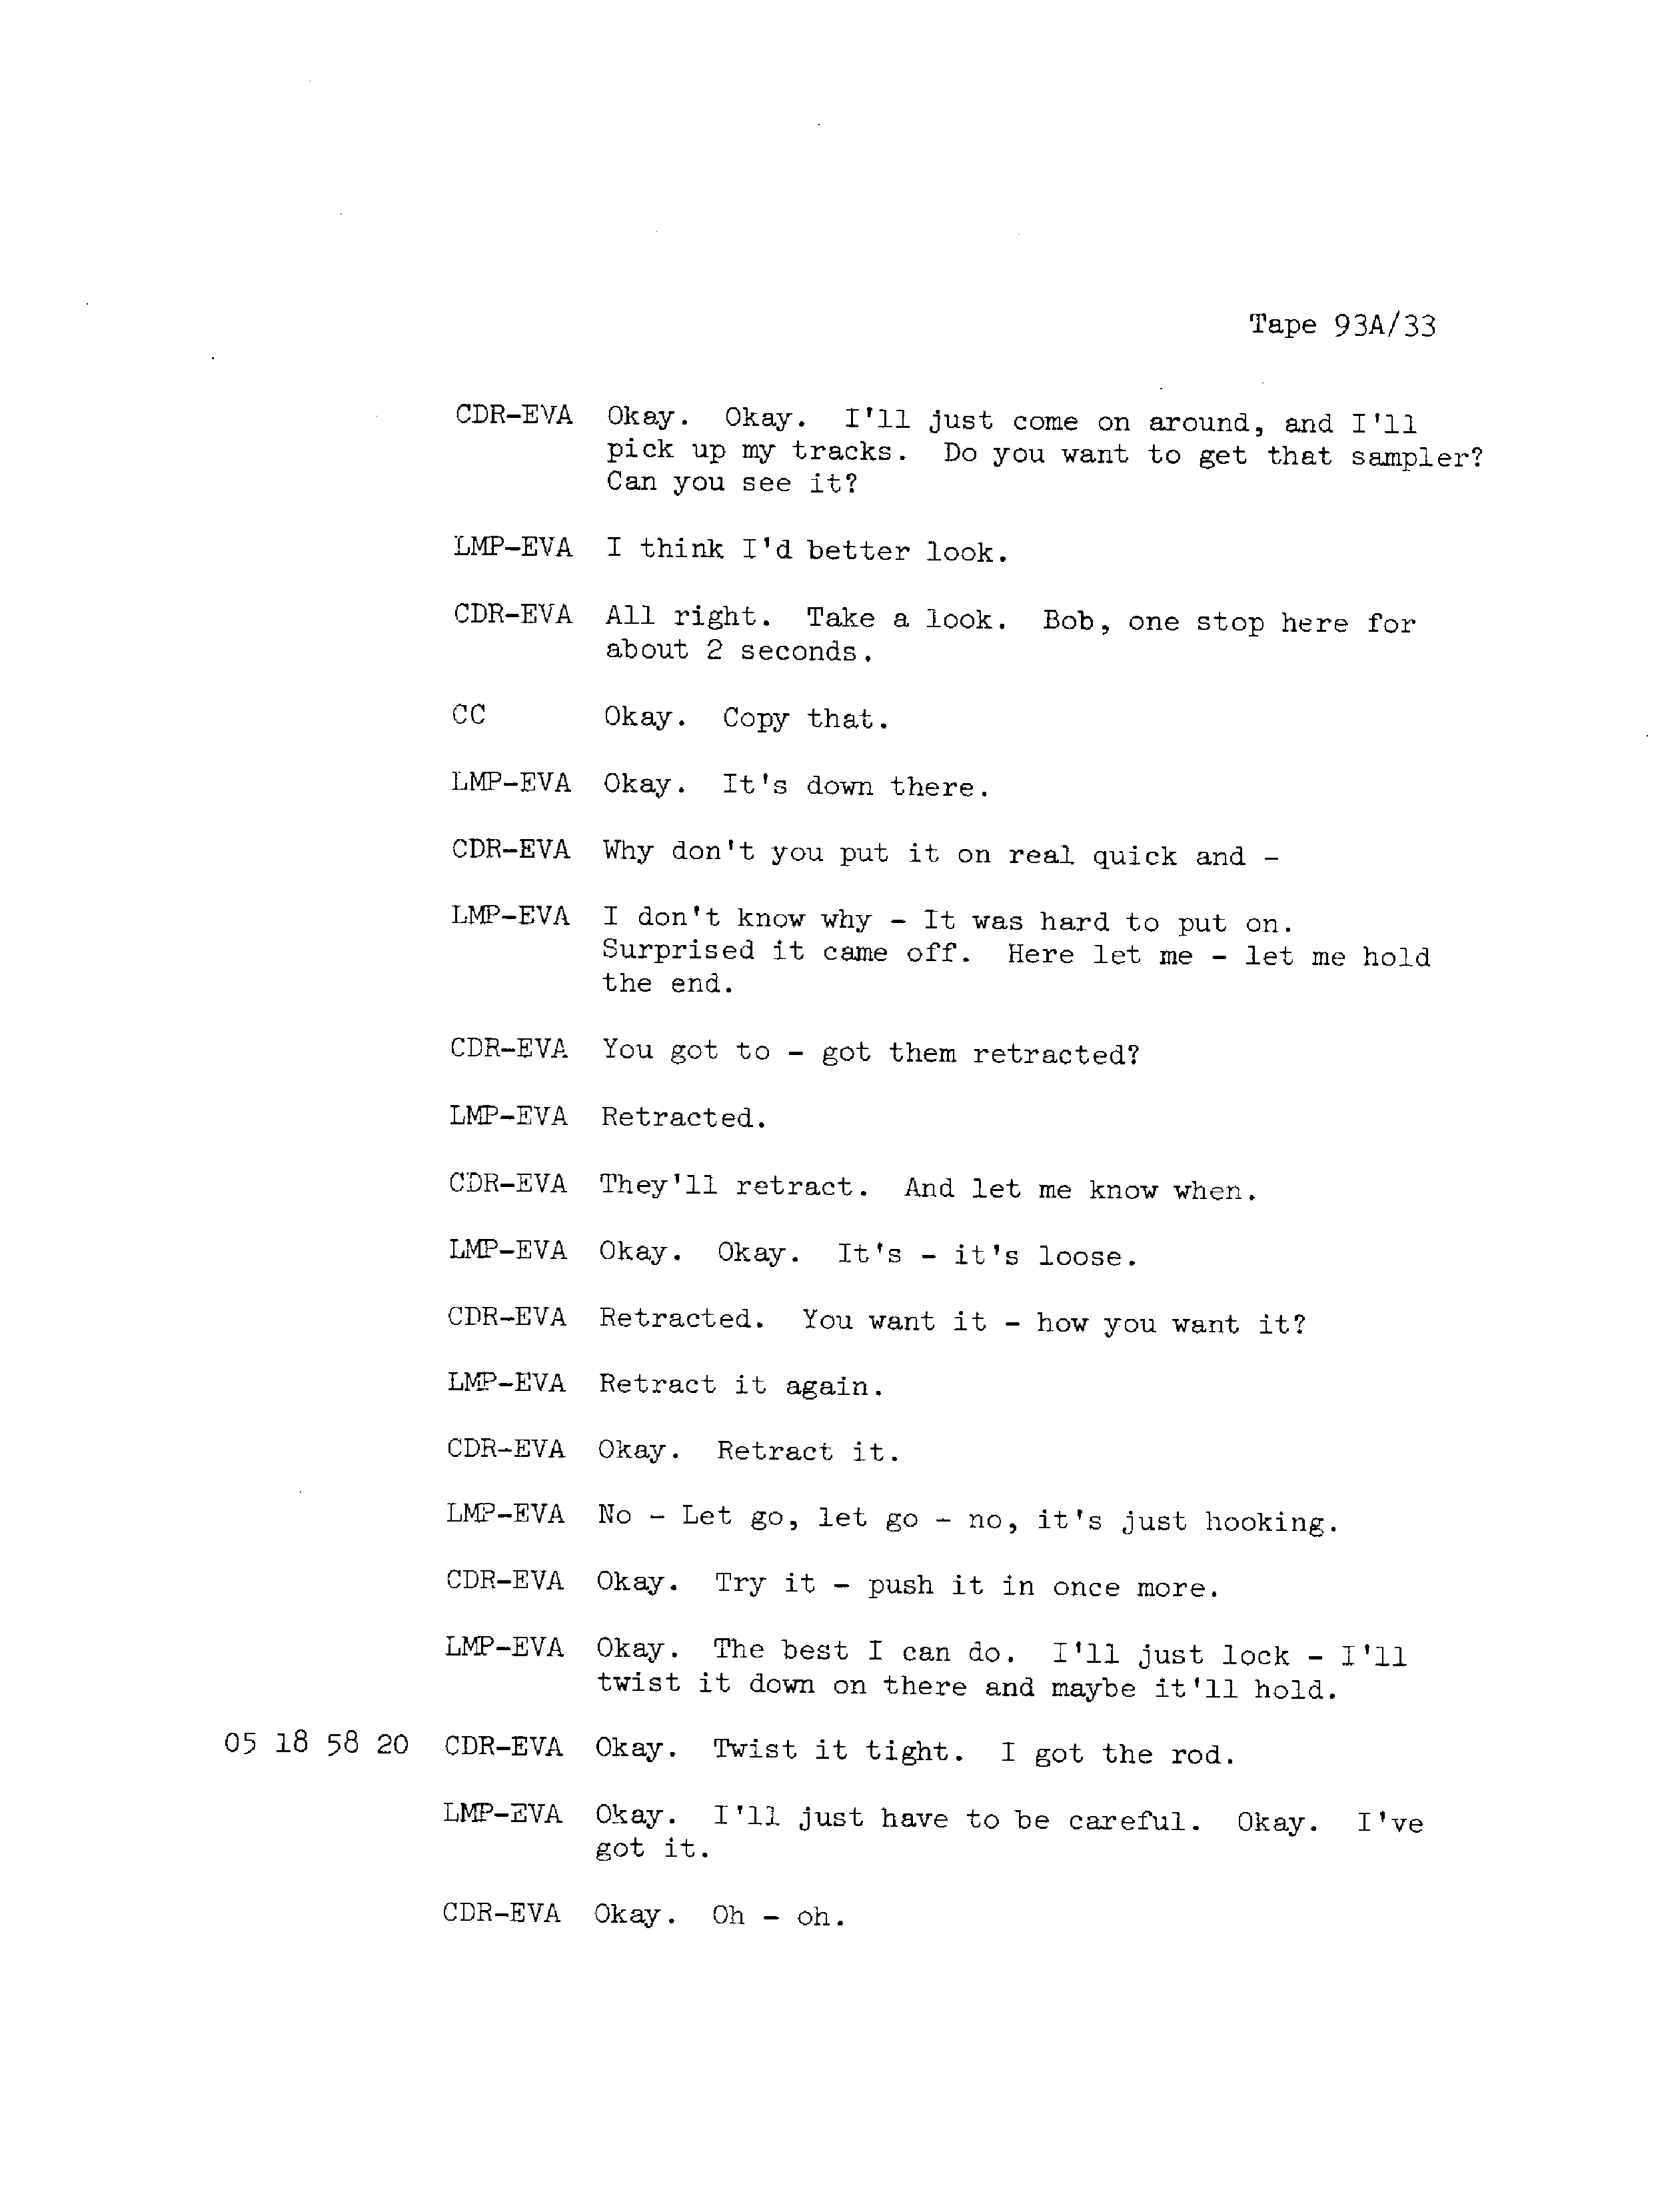 Tape 93A/33
CDR-EVA Okay. Okay. I'll just come on around, and I'll
pick up my tracks. Do you want to get that sampler?
Can you see it?
LMP-EVA I think I'd better look.
CDR-EVA All right. Take a look. Bob, one stop here for
about 2 seconds.
CC Okay. Copy that.
LMP-EVA Okay. It's down there.
CDR-EVA Why don't you put it on real quick and -
LMP-EVA I don't know why - It was hard to put on.
Surprised it came off. Here let me - let me hold
the end.
CDR-EVA You got to - got them retracted?
LMP-EVA Retracted.
CDR-EVA They'll retract. And let me know when.
LMP-EVA Okay. Okay. It's - it's loose.
CDR-EVA Retracted. You want it - how you want it?
LMP-EVA Retract it again.
CDR-EVA Okay. Retract it.
LMP-EVA No - Let go, let go - no, it's just hooking.
CDR-EVA Okay. Try it - push it in once more.
LMP-EVA Okay. The best I can do. I'll just lock - I'll
twist it down on there and maybe it'll hold.
05 18 58 20 CDR-EVA Okay. Twist it tight. I got the rod.
LMP-EVA Okay. I'll just have to be careful. Okay. I've
got it.
CDR-EVA Okay. Oh - oh.